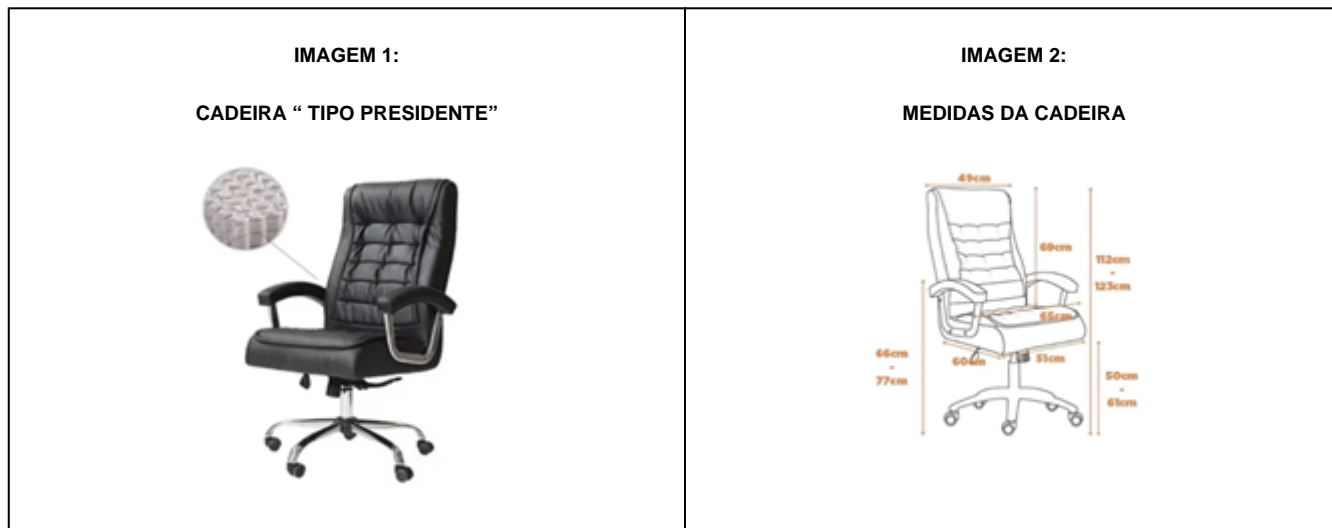 IMAGEM 1:
CADEIRA “ TIPO PRESIDENTE”
IMAGEM 2:
MEDIDAS DA CADEIRA
49cm
69cm
112cm
-
123cm
65cm
66cm
-
77cm
60cm
51cm
50cm
-
61cm